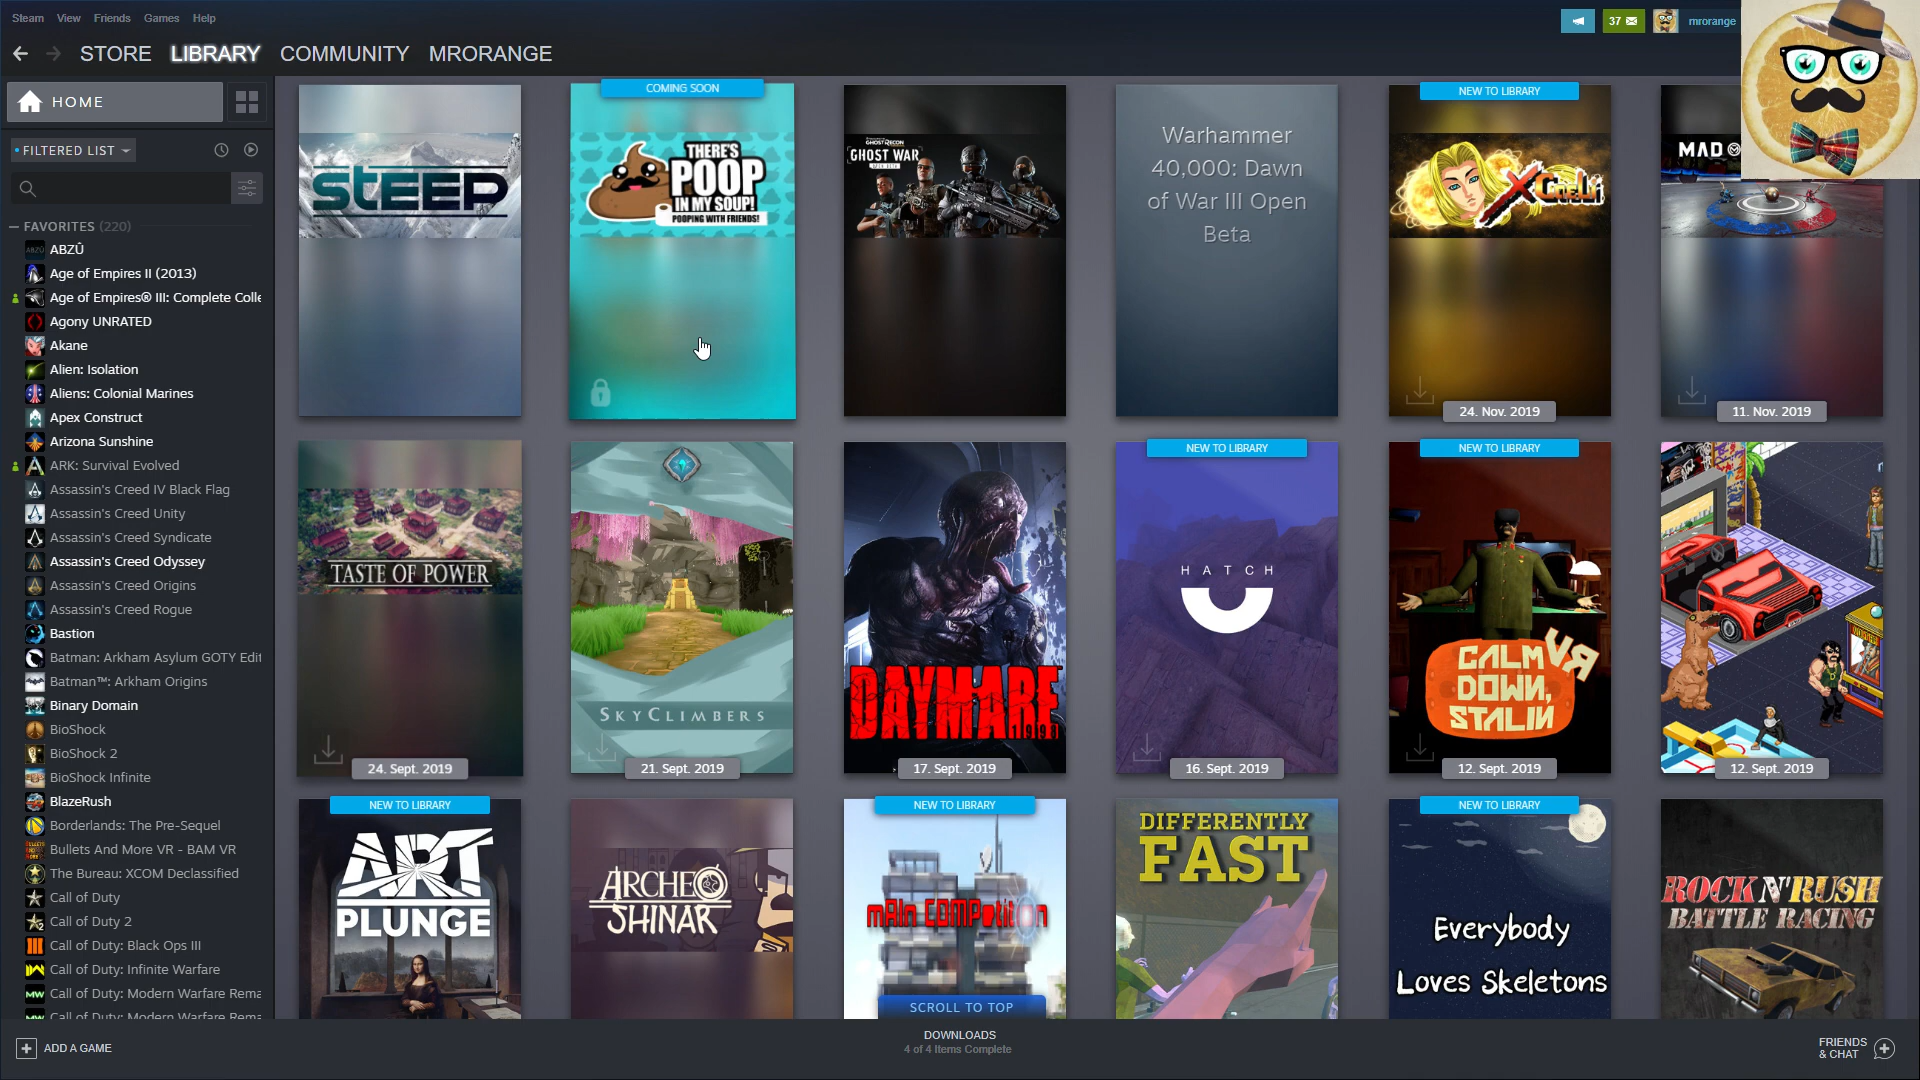 Steam View Friends Games Help
37
mrorange
STORE LIBRARY COMMUNITY MRORANGE
HOME
FILTERED LIST
FAVORITES (220)
ABZÛ
Age of Empires II (2013)
Age of Empires® III: Complete Colle
Agony UNRATED
Akane
Alien: Isolation
Aliens: Colonial Marines
Apex Construct
Arizona Sunshine
ARK: Survival Evolved
Assassin's Creed IV Black Flag
Assassin's Creed Unity
Assassin's Creed Syndicate
Assassin's Creed Odyssey
Assassin's Creed Origins
Assassin's Creed Rogue
Bastion
Batman: Arkham Asylum GOTY Edit
Batman™: Arkham Origins
Binary Domain
BioShock
BioShock 2
BioShock Infinite
BlazeRush
Borderlands: The Pre-Sequel
Bullets And More VR - BAM VR
The Bureau: XCOM Declassified
Call of Duty
Call of Duty 2
Call of Duty: Black Ops III
Call of Duty: Infinite Warfare
Call of Duty: Modern Warfare Rema
Call of Duty: Modern Warfare Rema
STEEP
COMING SOON
THERE'S
POOP
IN MY SOUP!
POOPING WITH FRIENDS!
GHOST RECON
GHOST WAR
OPEN BETA
Warhammer
40,000: Dawn
of War III Open
Beta
NEW TO LIBRARY
24. Nov. 2019
MAD
11. Nov. 2019
TASTE OF POWER
24. Sept. 2019
SKYCLIMBERS
21. Sept. 2019
DAYMARE
1998
17. Sept. 2019
NEW TO LIBRARY
HATCH
16. Sept. 2019
NEW TO LIBRARY
CALM
DOWN,
STALIN
VR
12. Sept. 2019
12. Sept. 2019
NEW TO LIBRARY
ART
PLUNGE
ARCHEO
SHINAR
NEW TO LIBRARY
mAIn COMPetitIon
SCROLL TO TOP
DIFFERENTLY
FAST
NEW TO LIBRARY
Everybody
Loves Skeletons
ROCK N'RUSH
BATTLE RACING
ADD A GAME
DOWNLOADS
4 of 4 Items Complete
FRIENDS
& CHAT